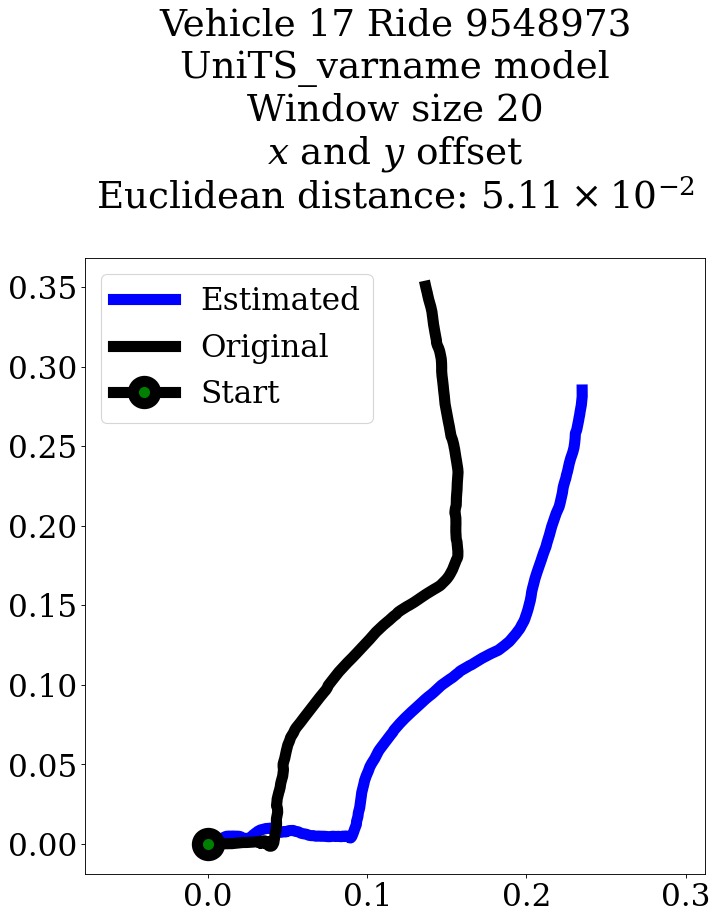 Vehicle 17 Ride 9548973
UniTS_varname model
Window size 20
x and y offset
Euclidean distance: 5.11 × 10⁻²
Estimated
Original
Start
0.35
0.30
0.25
0.20
0.15
0.10
0.05
0.00
0.0 0.1 0.2 0.3